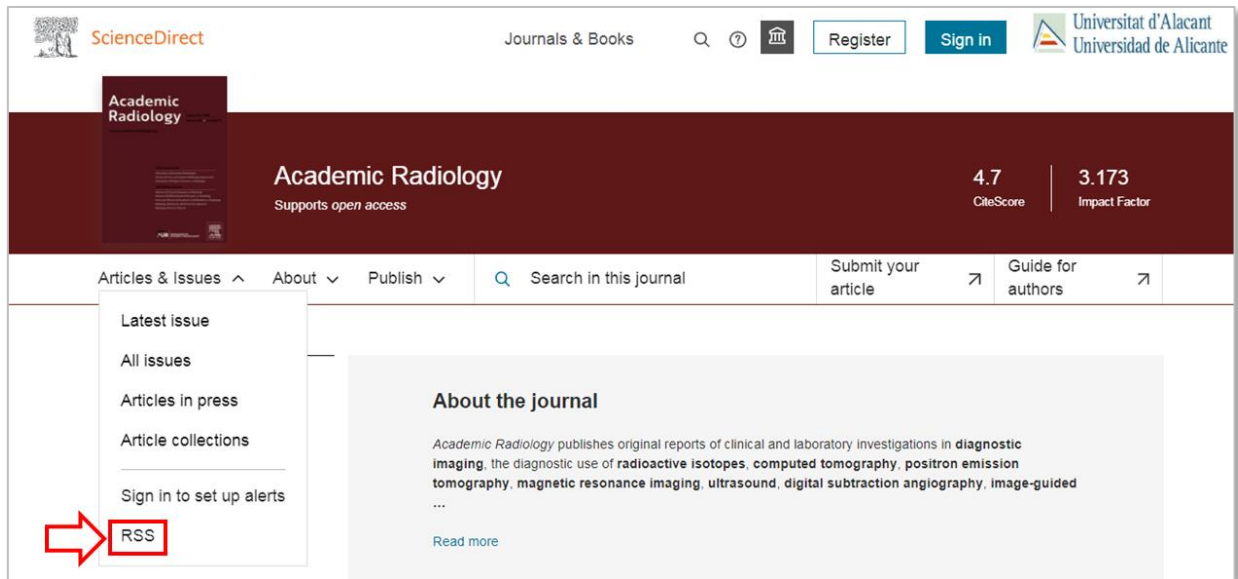 ScienceDirect
Journals & Books
Register
Sign in
Universitat d'Alacant
Universidad de Alicante
Academic
Radiology
Academic Radiology
Supports open access
4.7
CiteScore
3.173
Impact Factor
Articles & Issues
About
Publish
Search in this journal
Submit your
article
Guide for
authors
Latest issue
All issues
Articles in press
Article collections
Sign in to set up alerts
RSS
About the journal
Academic Radiology publishes original reports of clinical and laboratory investigations in diagnostic
imaging, the diagnostic use of radioactive isotopes, computed tomography, positron emission
tomography, magnetic resonance imaging, ultrasound, digital subtraction angiography, image-guided
...
Read more